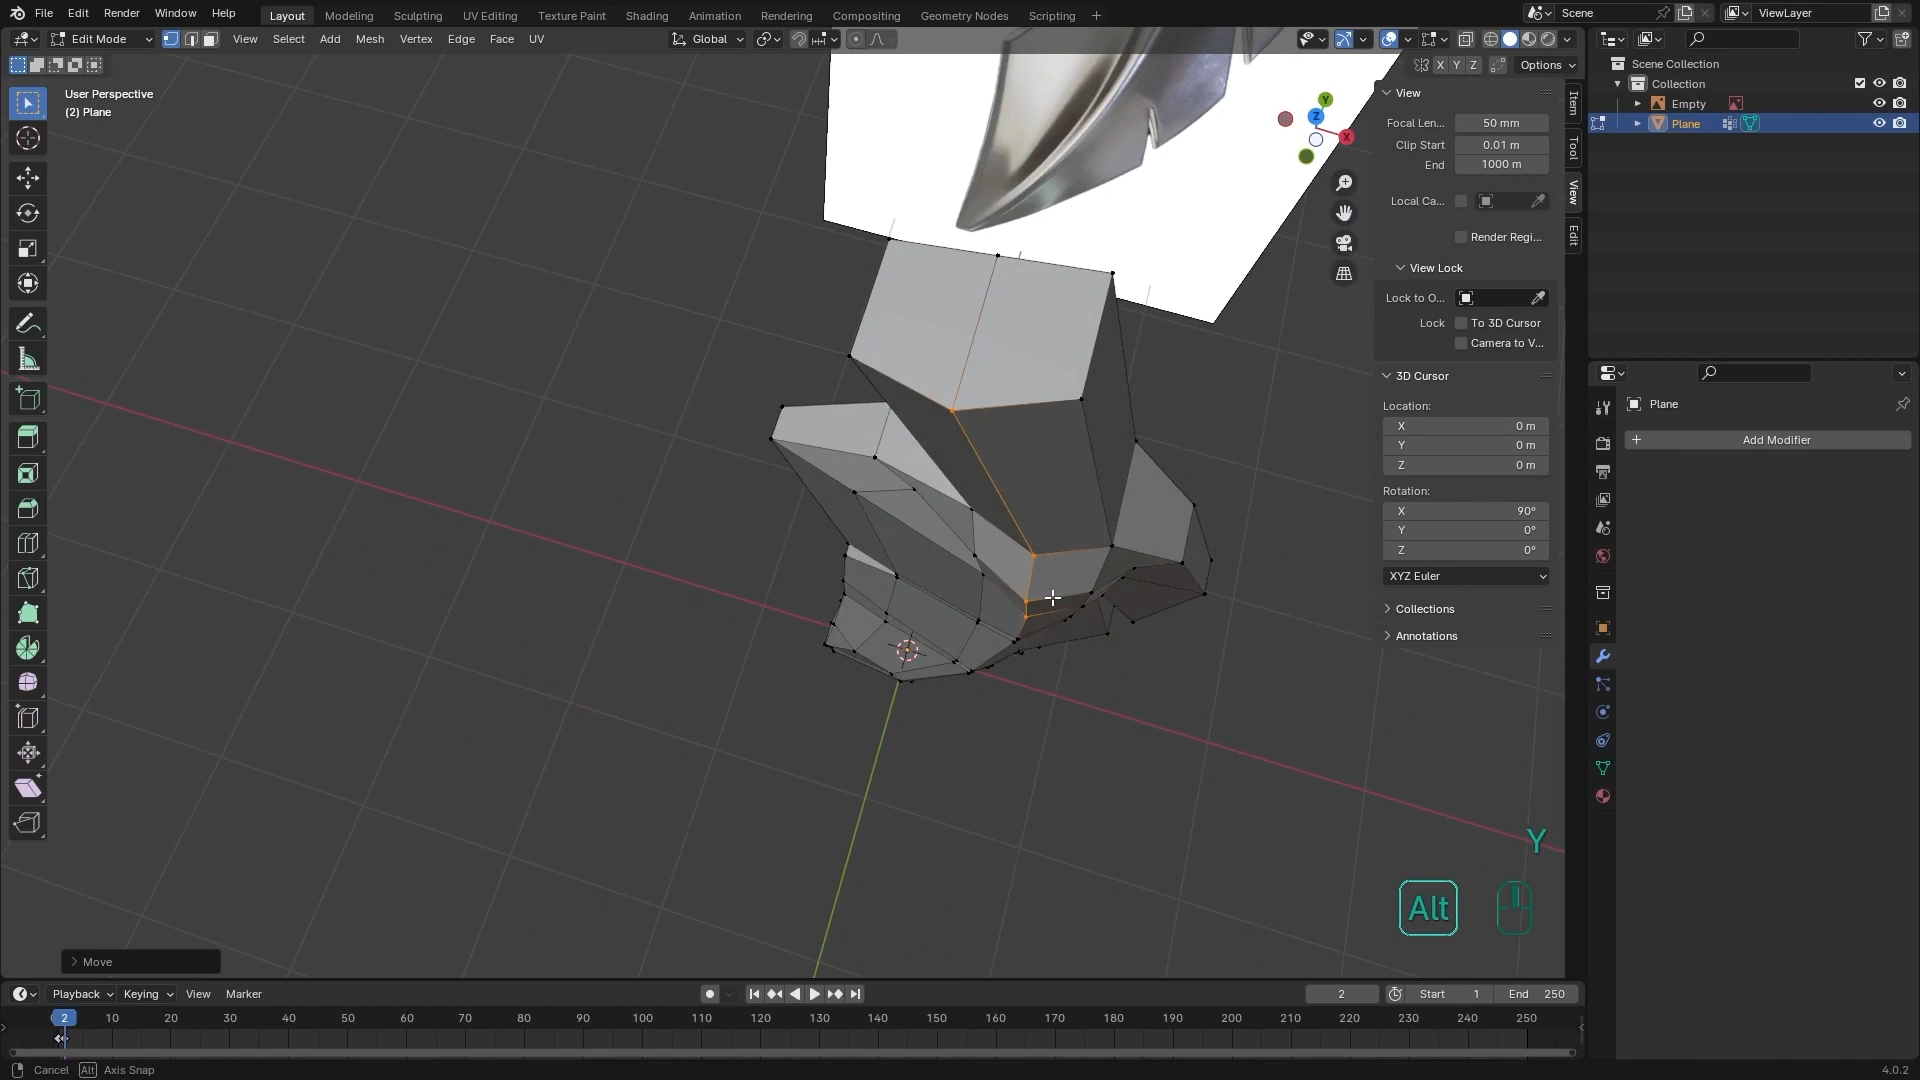 File Edit Render Window Help Layout Modeling Sculpting UV Editing Texture Paint Shading Animation Rendering Compositing Geometry Nodes Scripting + Scene ViewLayer
Edit Mode View Select Add Mesh Vertex Edge Face UV Global
X Y Z Options
User Perspective
(2) Plane
Y
Z
X
View
Focal Len... 50 mm
Clip Start 0.01 m
End 1000 m
Local Ca...
Render Regi...
View Lock
Lock to O...
Lock To 3D Cursor
Camera to V...
3D Cursor
Location:
X 0 m
Y 0 m
Z 0 m
Rotation:
X 90°
Y 0°
Z 0°
XYZ Euler
Collections
Annotations
Item
Tool
View
Edit
Scene Collection
Collection
Empty
Plane
Plane
Add Modifier
Y
Alt
Move
Playback Keying View Marker 2 Start 1 End 250
2 10 20 30 40 50 60 70 80 90 100 110 120 130 140 150 160 170 180 190 200 210 220 230 240 250
Cancel Alt Axis Snap 4.0.2